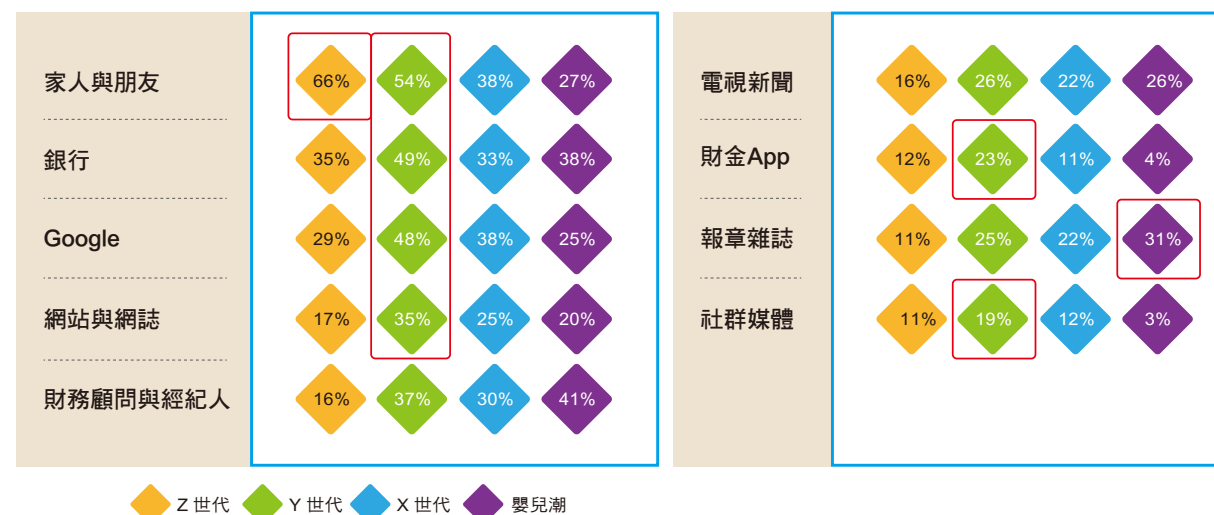 家人與朋友 66% 54% 38% 27%
銀行 35% 49% 33% 38%
Google 29% 48% 38% 25%
網站與網誌 17% 35% 25% 20%
財務顧問與經紀人 16% 37% 30% 41%
電視新聞 16% 26% 22% 26%
財金App 12% 23% 11% 4%
報章雜誌 11% 25% 22% 31%
社群媒體 11% 19% 12% 3%
Z 世代 Y 世代 X 世代 嬰兒潮